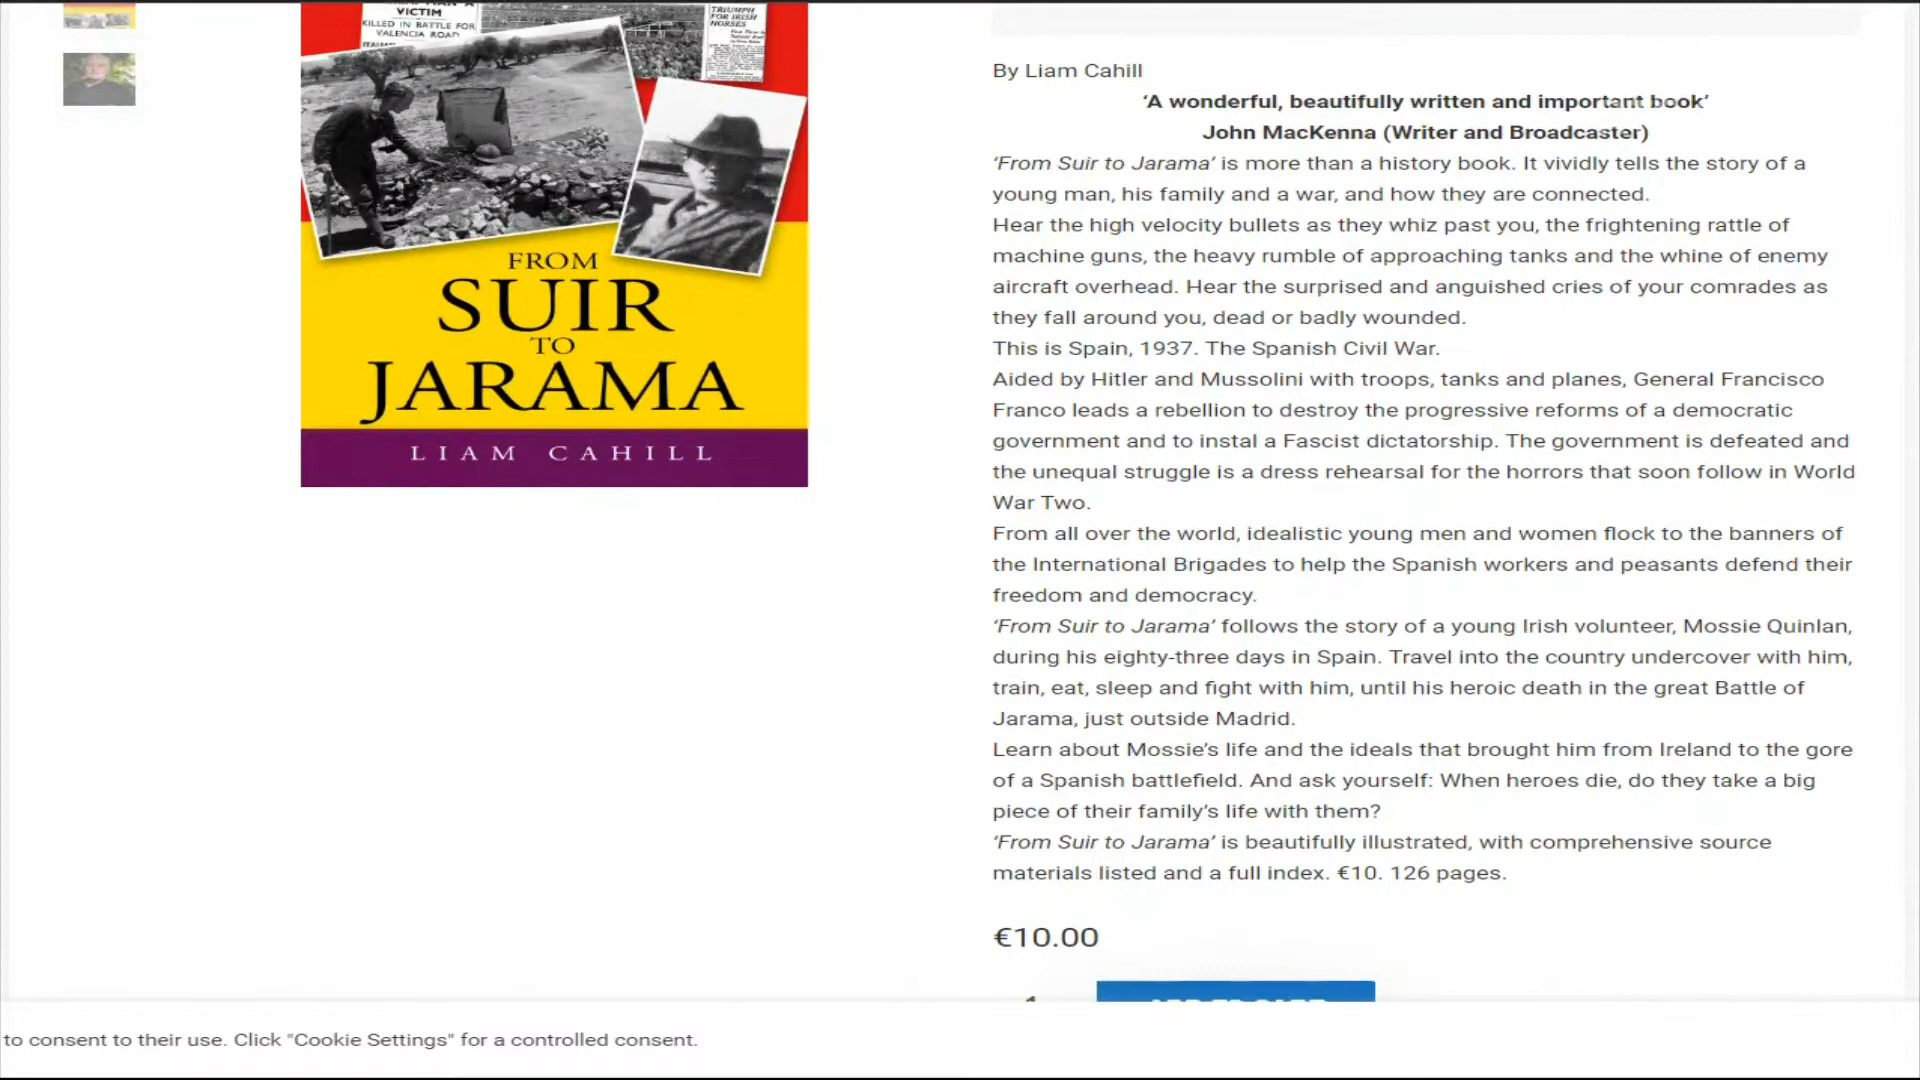 VICTIM
KILLED IN BATTLE FOR
VALENCIA ROAD
TRIUMPH
FOR IRISH
HORSES
FROM
SUIR
TO
JARAMA
LIAM CAHILL
By Liam Cahill
‘A wonderful, beautifully written and important book’
John MacKenna (Writer and Broadcaster)
‘From Suir to Jarama’ is more than a history book. It vividly tells the story of a
young man, his family and a war, and how they are connected.
Hear the high velocity bullets as they whiz past you, the frightening rattle of
machine guns, the heavy rumble of approaching tanks and the whine of enemy
aircraft overhead. Hear the surprised and anguished cries of your comrades as
they fall around you, dead or badly wounded.
This is Spain, 1937. The Spanish Civil War.
Aided by Hitler and Mussolini with troops, tanks and planes, General Francisco
Franco leads a rebellion to destroy the progressive reforms of a democratic
government and to instal a Fascist dictatorship. The government is defeated and
the unequal struggle is a dress rehearsal for the horrors that soon follow in World
War Two.
From all over the world, idealistic young men and women flock to the banners of
the International Brigades to help the Spanish workers and peasants defend their
freedom and democracy.
‘From Suir to Jarama’ follows the story of a young Irish volunteer, Mossie Quinlan,
during his eighty-three days in Spain. Travel into the country undercover with him,
train, eat, sleep and fight with him, until his heroic death in the great Battle of
Jarama, just outside Madrid.
Learn about Mossie’s life and the ideals that brought him from Ireland to the gore
of a Spanish battlefield. And ask yourself: When heroes die, do they take a big
piece of their family’s life with them?
‘From Suir to Jarama’ is beautifully illustrated, with comprehensive source
materials listed and a full index. €10. 126 pages.
€10.00
to consent to their use. Click "Cookie Settings" for a controlled consent.